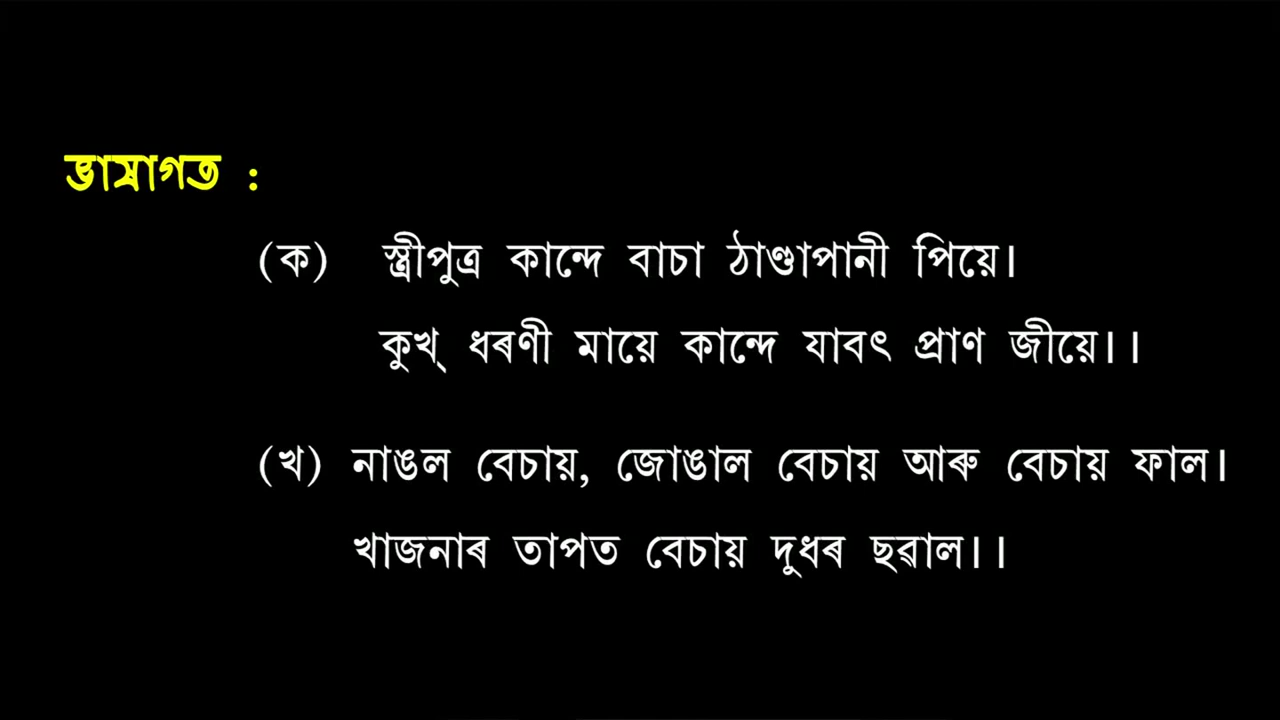 ভাষাগত :
(ক) স্ত্ৰীপুত্ৰ কান্দে বাচা ঠাণ্ডাপানী পিয়ে।
কুখ্ ধৰণী মায়ে কান্দে যাবৎ প্ৰাণ জীয়ে।।
(খ) নাঙল বেচায়, জোঙাল বেচায় আৰু বেচায় ফাল।
খাজনাৰ তাপত বেচায় দুধৰ ছৱাল।।